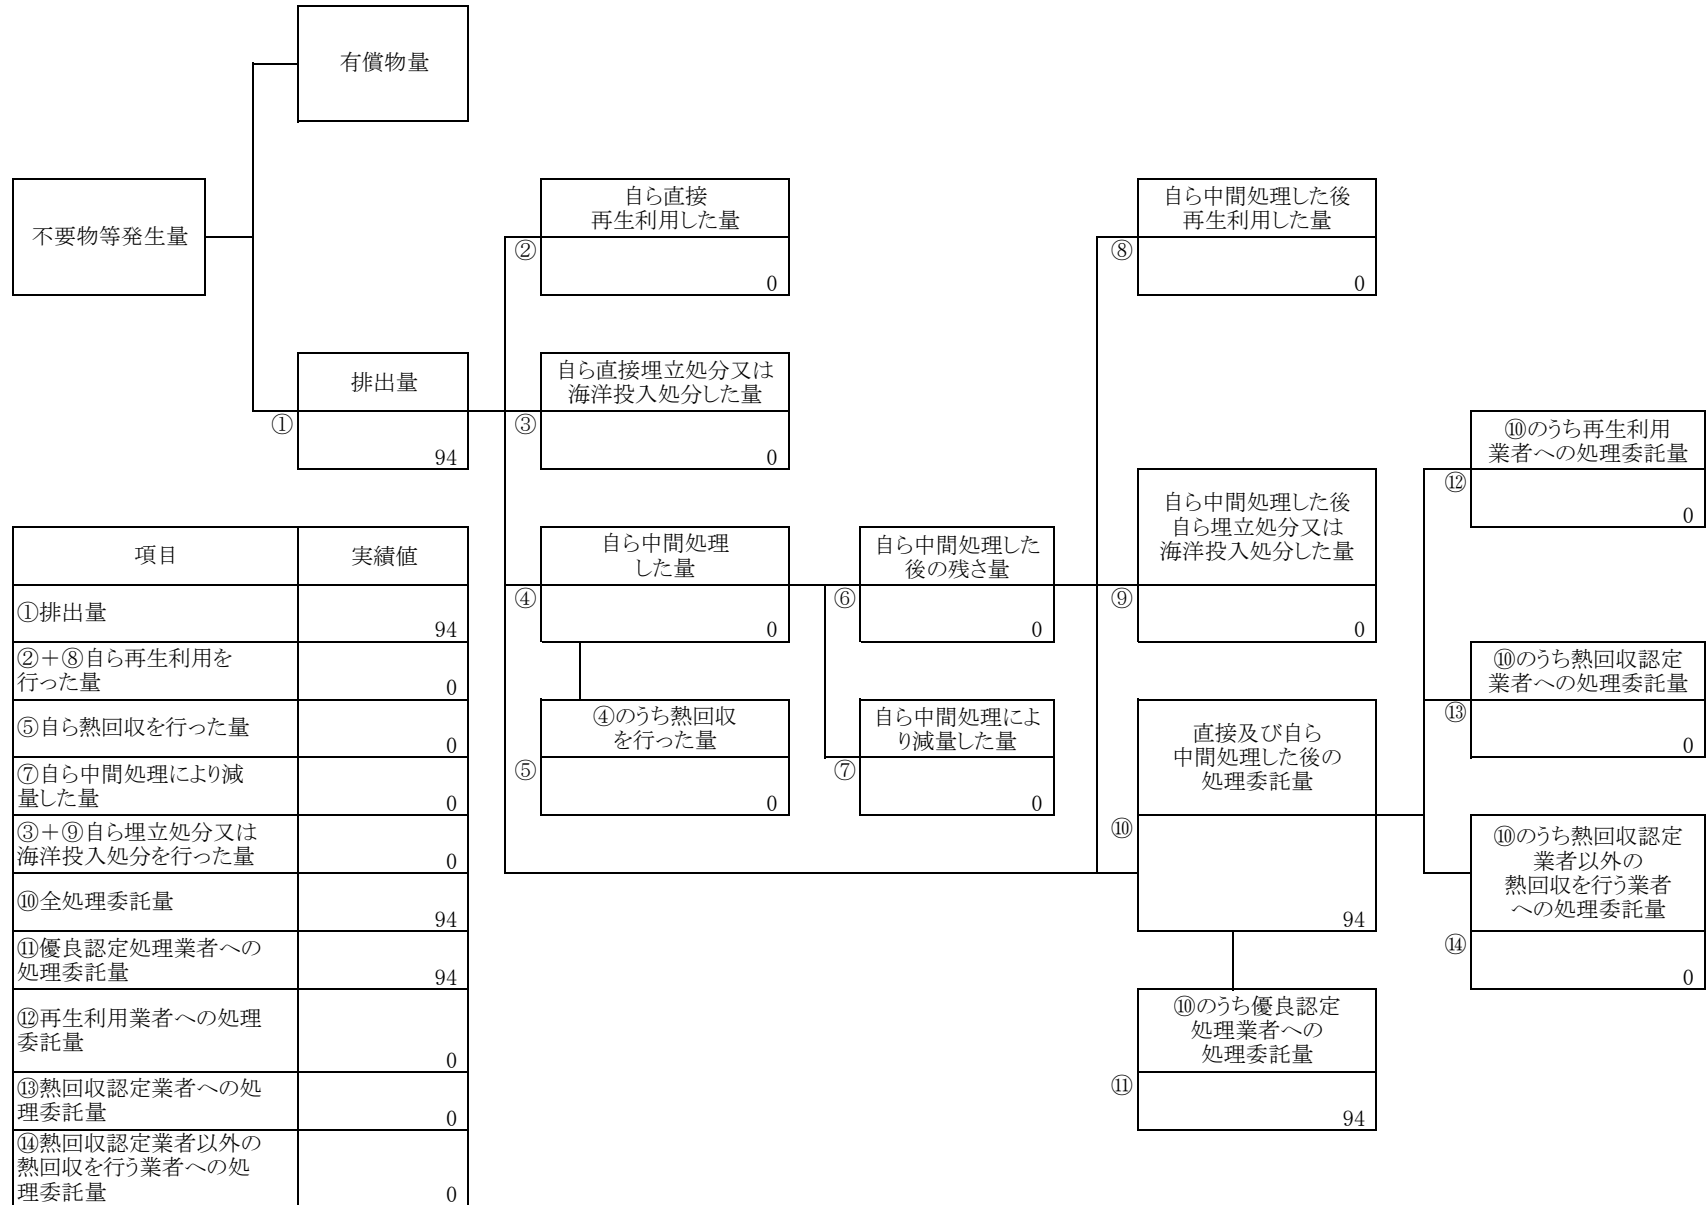 有償物量
不要物等発生量
自ら直接
再生利用した量
②
0
自ら中間処理した後
再生利用した量
⑧
0
排出量
①
94
自ら直接埋立処分又は
海洋投入処分した量
③
0
⑩のうち再生利用
業者への処理委託量
⑫
0
自ら中間処理した後
自ら埋立処分又は
海洋投入処分した量
⑨
0
自ら中間処理
した量
④
0
自ら中間処理した
後の残さ量
⑥
0
⑩のうち熱回収認定
業者への処理委託量
⑬
0
④のうち熱回収
を行った量
⑤
0
自ら中間処理によ
り減量した量
⑦
0
直接及び自ら
中間処理した後の
処理委託量
⑩
94
⑩のうち熱回収認定
業者以外の
熱回収を行う業者
への処理委託量
⑭
0
⑩のうち優良認定
処理業者への
処理委託量
⑪
94
項目 実績値
①排出量
94
②＋⑧自ら再生利用を
行った量
0
⑤自ら熱回収を行った量
0
⑦自ら中間処理により減
量した量
0
③＋⑨自ら埋立処分又は
海洋投入処分を行った量
0
⑩全処理委託量
94
⑪優良認定処理業者への
処理委託量
94
⑫再生利用業者への処理
委託量
0
⑬熱回収認定業者への処
理委託量
0
⑭熱回収認定業者以外の
熱回収を行う業者への処
理委託量
0